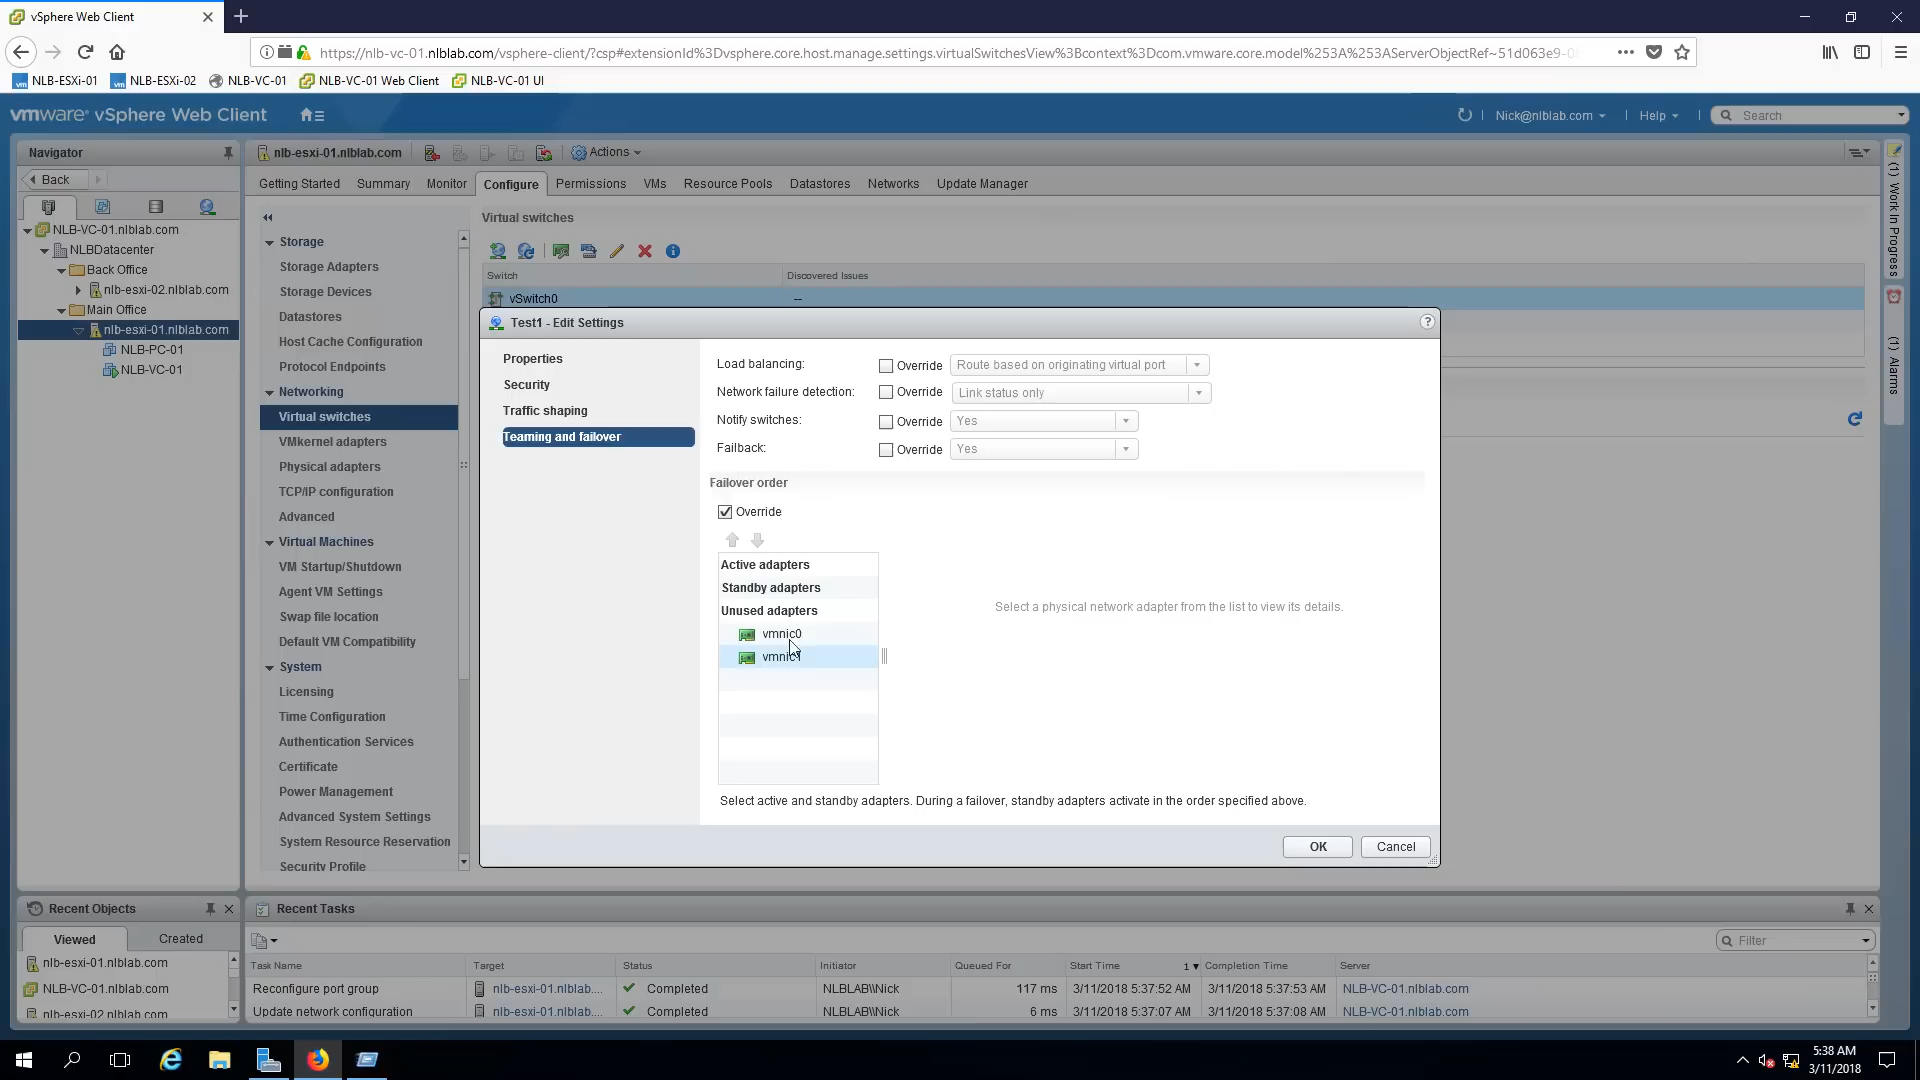 vSphere Web Client
https://nlb-vc-01.nlblab.com/vsphere-client/?csp#extensionId%3Dvsphere.core.host.manage.settings.virtualSwitchesView%3Bcontext%3Dcom.vmware.core.model%253A%253AServerObjectRef~51d063e9-0
NLB-ESXi-01 NLB-ESXi-02 NLB-VC-01 NLB-VC-01 Web Client NLB-VC-01 UI
vmware® vSphere Web Client Nick@nlblab.com Help Search
Navigator
Back
NLB-VC-01.nlblab.com
NLBDatacenter
Back Office
nlb-esxi-02.nlblab.com
Main Office
nlb-esxi-01.nlblab.com
NLB-PC-01
NLB-VC-01
nlb-esxi-01.nlblab.com Actions
Getting Started Summary Monitor Configure Permissions VMs Resource Pools Datastores Networks Update Manager
Storage
Storage Adapters
Storage Devices
Datastores
Host Cache Configuration
Protocol Endpoints
Networking
Virtual switches
VMkernel adapters
Physical adapters
TCP/IP configuration
Advanced
Virtual Machines
VM Startup/Shutdown
Agent VM Settings
Swap file location
Default VM Compatibility
System
Licensing
Time Configuration
Authentication Services
Certificate
Power Management
Advanced System Settings
System Resource Reservation
Security Profile
Virtual switches
Switch Discovered Issues
vSwitch0 --
Test1 - Edit Settings
?
Properties
Security
Traffic shaping
Teaming and failover
Load balancing: Override Route based on originating virtual port
Network failure detection: Override Link status only
Notify switches: Override Yes
Failback: Override Yes
Failover order
Override
Active adapters
Standby adapters
Unused adapters
vmnic0
vmnic1
Select a physical network adapter from the list to view its details.
Select active and standby adapters. During a failover, standby adapters activate in the order specified above.
OK Cancel
(1) Work In Progress
(1) Alarms
Recent Objects
Viewed Created
nlb-esxi-01.nlblab.com
NLB-VC-01.nlblab.com
nlb-esxi-02.nlblab.com
Recent Tasks
Filter
Task Name Target Status Initiator Queued For Start Time 1 Completion Time Server
Reconfigure port group nlb-esxi-01.nlblab.... Completed NLBLAB\\Nick 117 ms 3/11/2018 5:37:52 AM 3/11/2018 5:37:53 AM NLB-VC-01.nlblab.com
Update network configuration nlb-esxi-01.nlblab.... Completed NLBLAB\\Nick 6 ms 3/11/2018 5:37:07 AM 3/11/2018 5:37:08 AM NLB-VC-01.nlblab.com
5:38 AM
3/11/2018